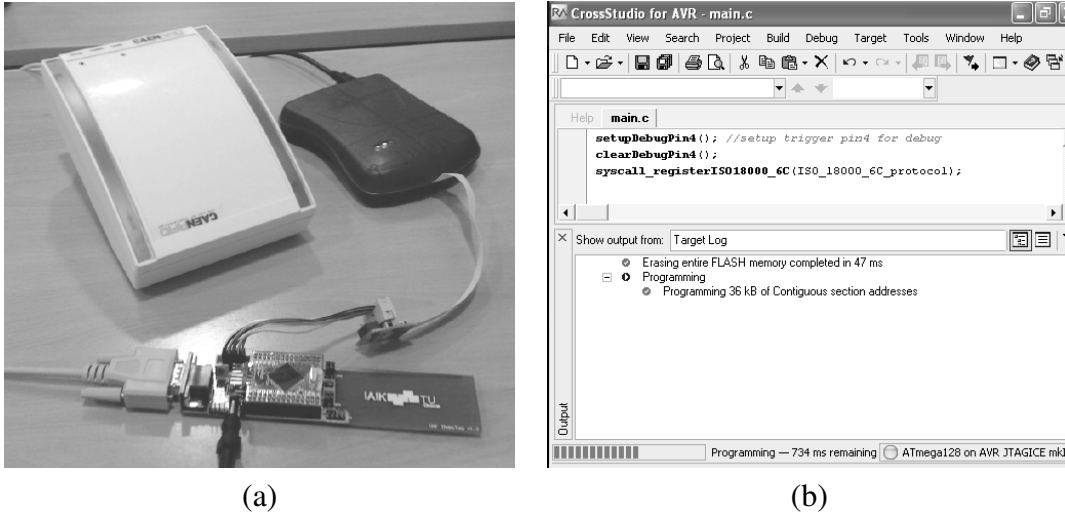 CAEN
CAEN
IAIK TU
(a)
CrossStudio for AVR - main.c
File Edit View Search Project Build Debug Target Tools Window Help
Help main.c
setupDebugPin4(); //setup trigger pin4 for debug
clearDebugPin4();
syscall_registerISO18000_6C(ISO_18000_6C_protocol);
Show output from: Target Log
Erasing entire FLASH memory completed in 47 ms
Programming
Programming 36 kB of Contiguous section addresses
Output
Programming — 734 ms remaining ATmega128 on AVR JTAGICE mkI
(b)